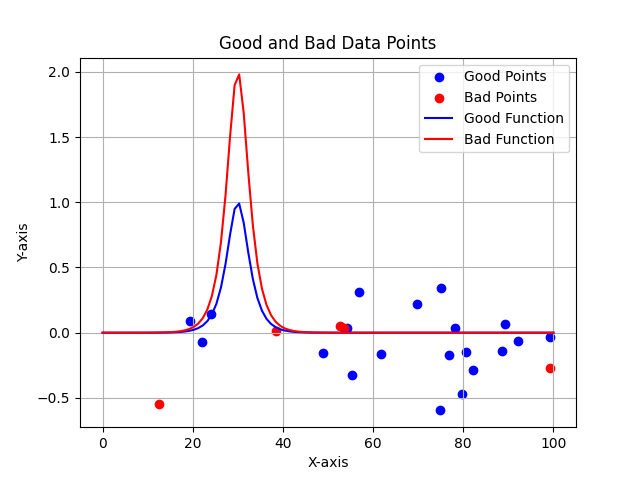 Good and Bad Data Points
Good Points
Bad Points
Good Function
Bad Function
2.0
1.5
1.0
0.5
0.0
−0.5
Y-axis
0 20 40 60 80 100
X-axis